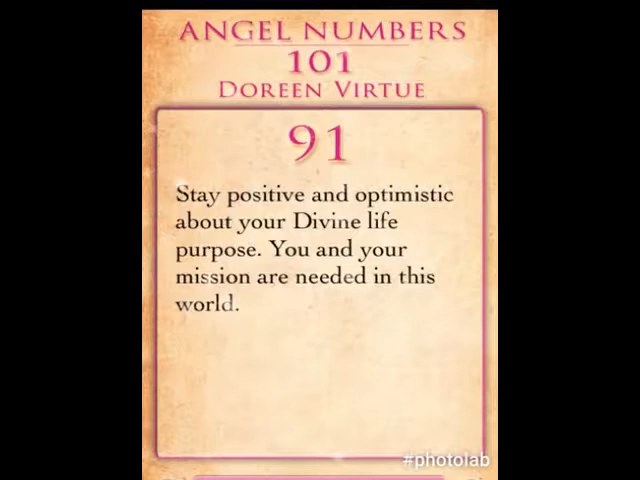 ANGEL NUMBERS
101
DOREEN VIRTUE
91
Stay positive and optimistic
about your Divine life
purpose. You and your
mission are needed in this
world.
#photolab